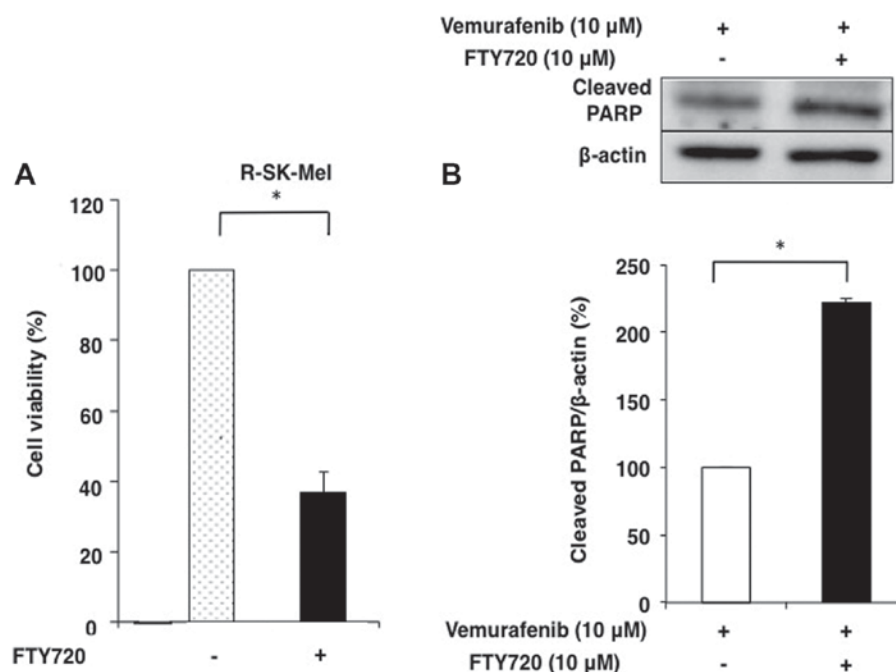 Vemurafenib (10 µM) + +
FTY720 (10 µM) - +
Cleaved
PARP
β-actin
A
R-SK-Mel
*
Cell viability (%)
120
100
80
60
40
20
0
FTY720 - +
B
*
Cleaved PARP/β-actin (%)
250
200
150
100
50
0
Vemurafenib (10 µM) + +
FTY720 (10 µM) - +